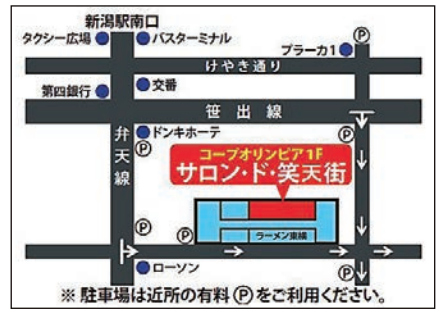 新潟駅南口
タクシー広場
バスターミナル
プラーカ1
Ⓟ
けやき通り
第四銀行
交番
笹出線
弁天線
ドンキホーテ
Ⓟ
Ⓟ
コープオリンピア1F
サロン・ド・笑天街
Ⓟ
Ⓟ
ラーメン東横
ローソン
Ⓟ
※駐車場は近所の有料Ⓟをご利用ください。